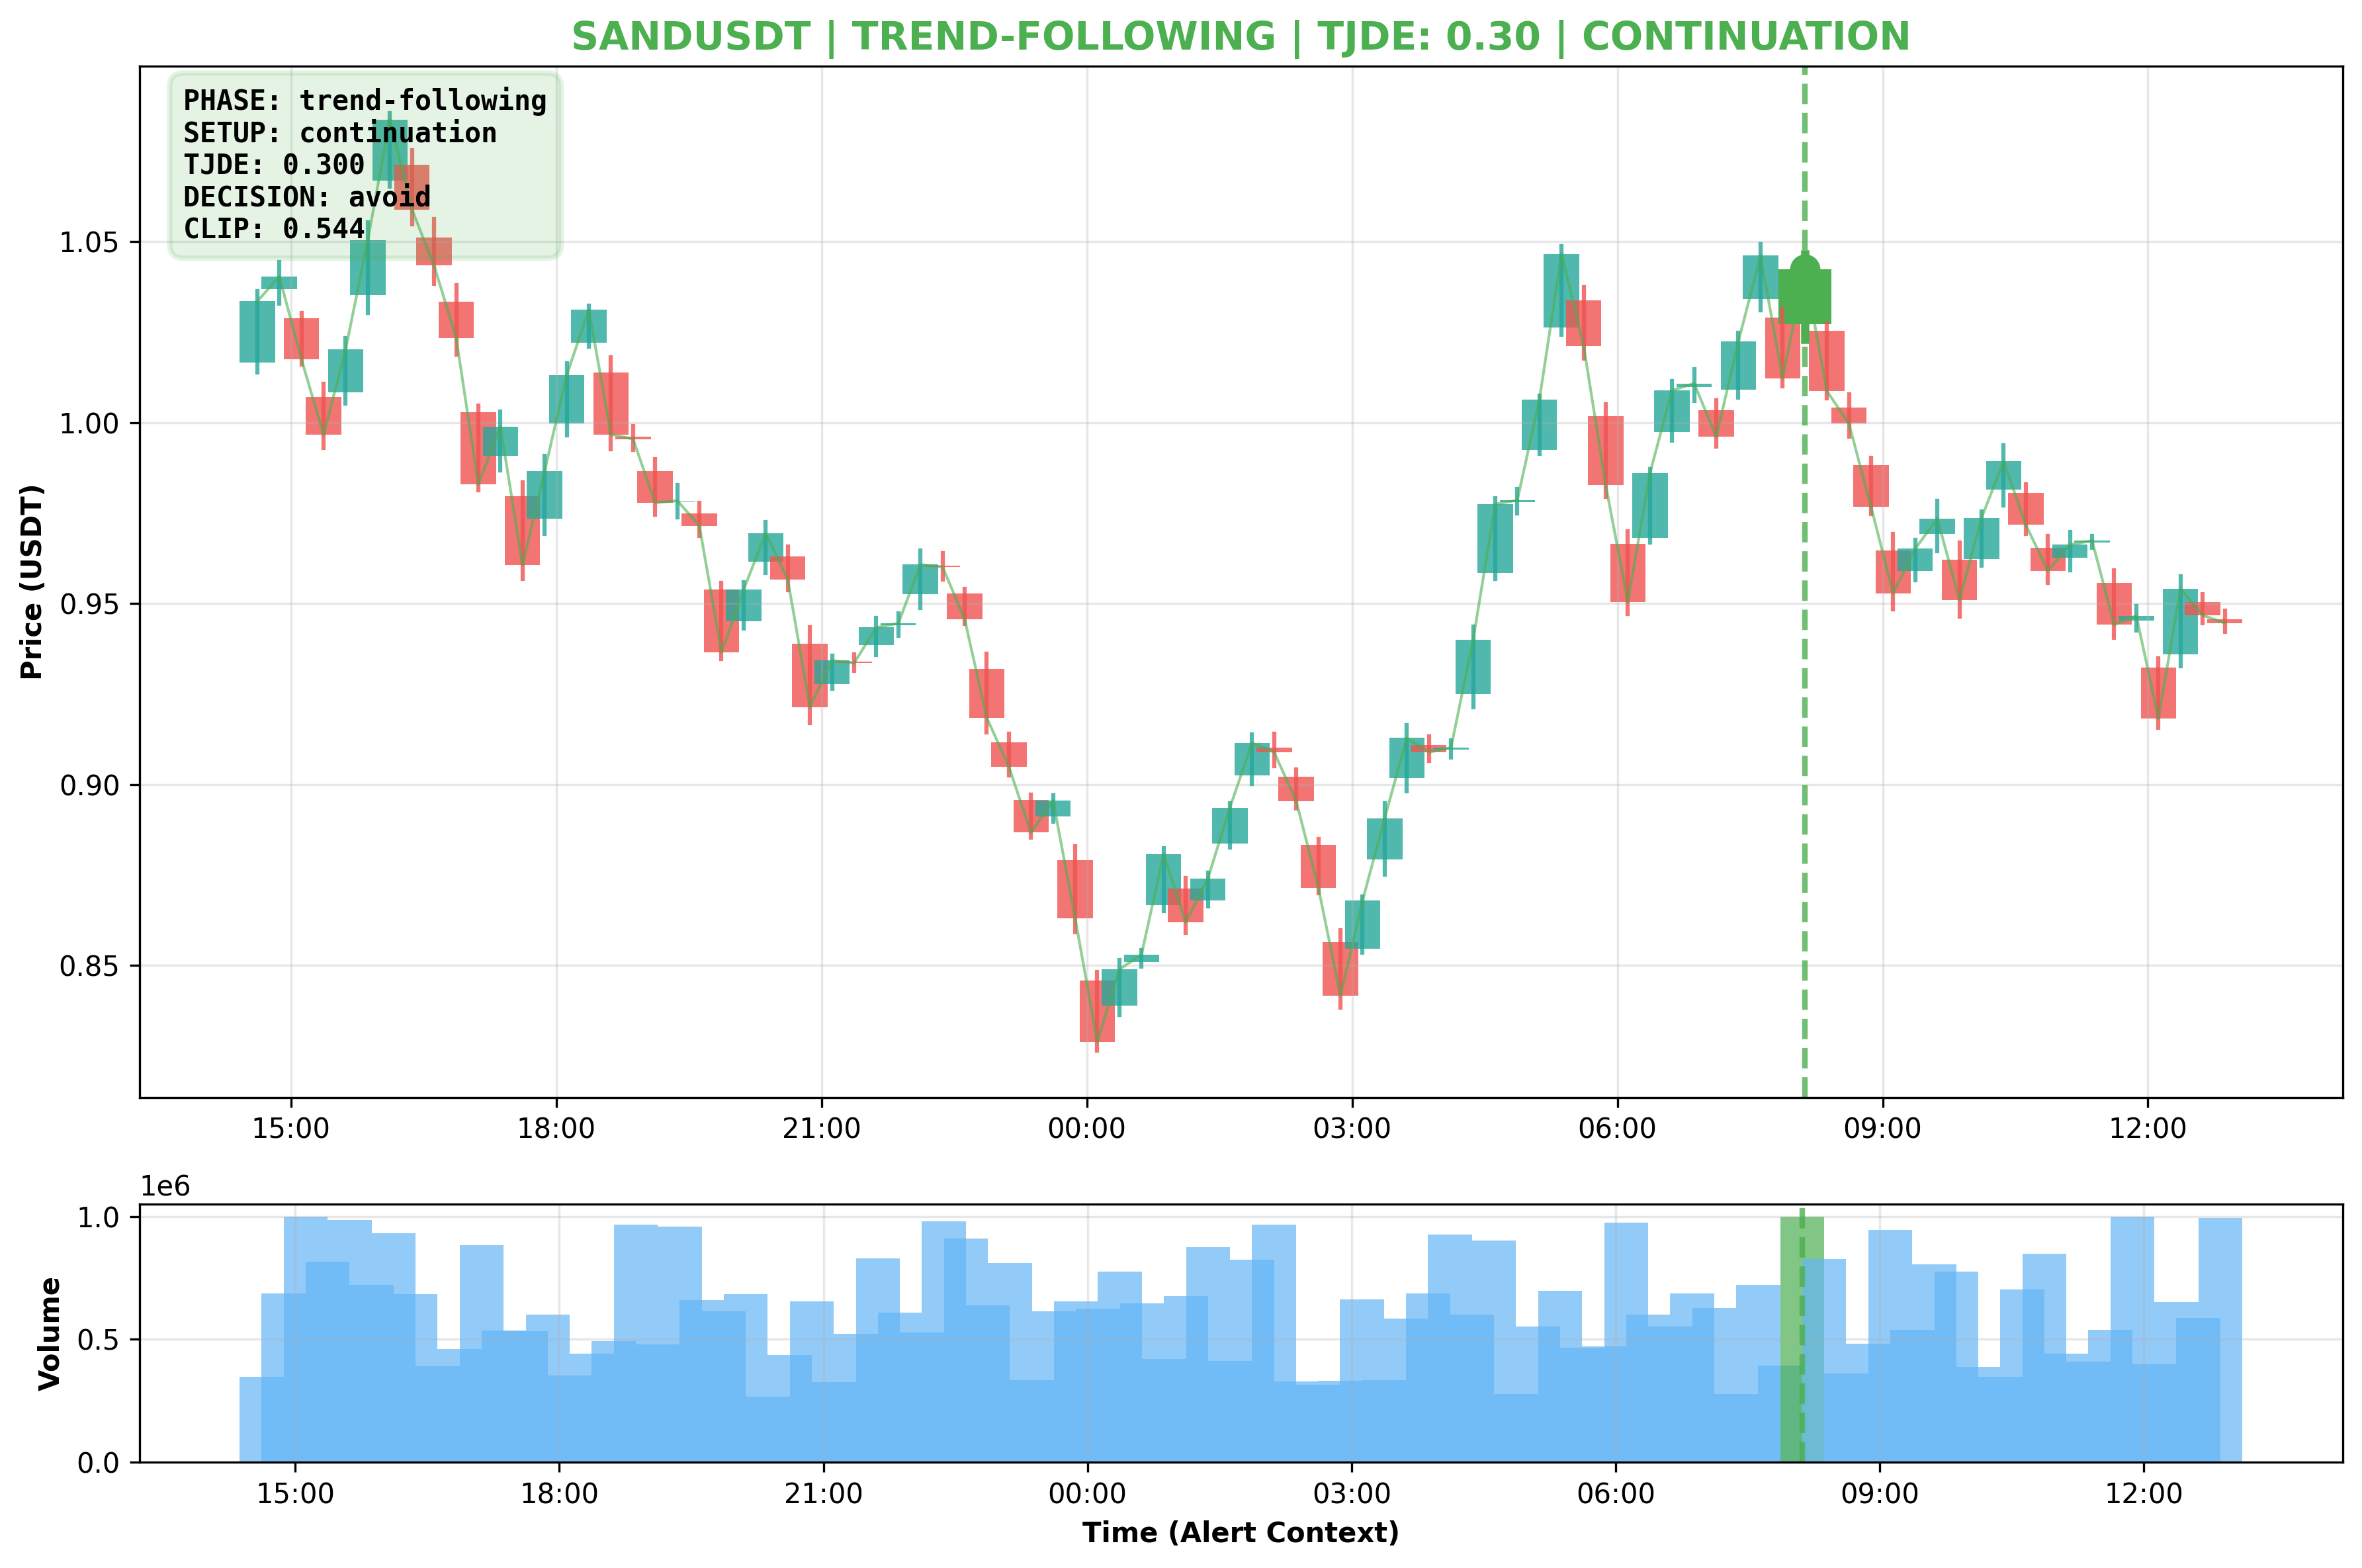 SANDUSDT | TREND-FOLLOWING | TJDE: 0.30 | CONTINUATION
PHASE: trend-following
SETUP: continuation
TJDE: 0.300
DECISION: avoid
CLIP: 0.544
Price (USDT)
1.05
1.00
0.95
0.90
0.85
15:00 18:00 21:00 00:00 03:00 06:00 09:00 12:00
1e6
Volume
1.0
0.5
0.0
15:00 18:00 21:00 00:00 03:00 06:00 09:00 12:00
Time (Alert Context)